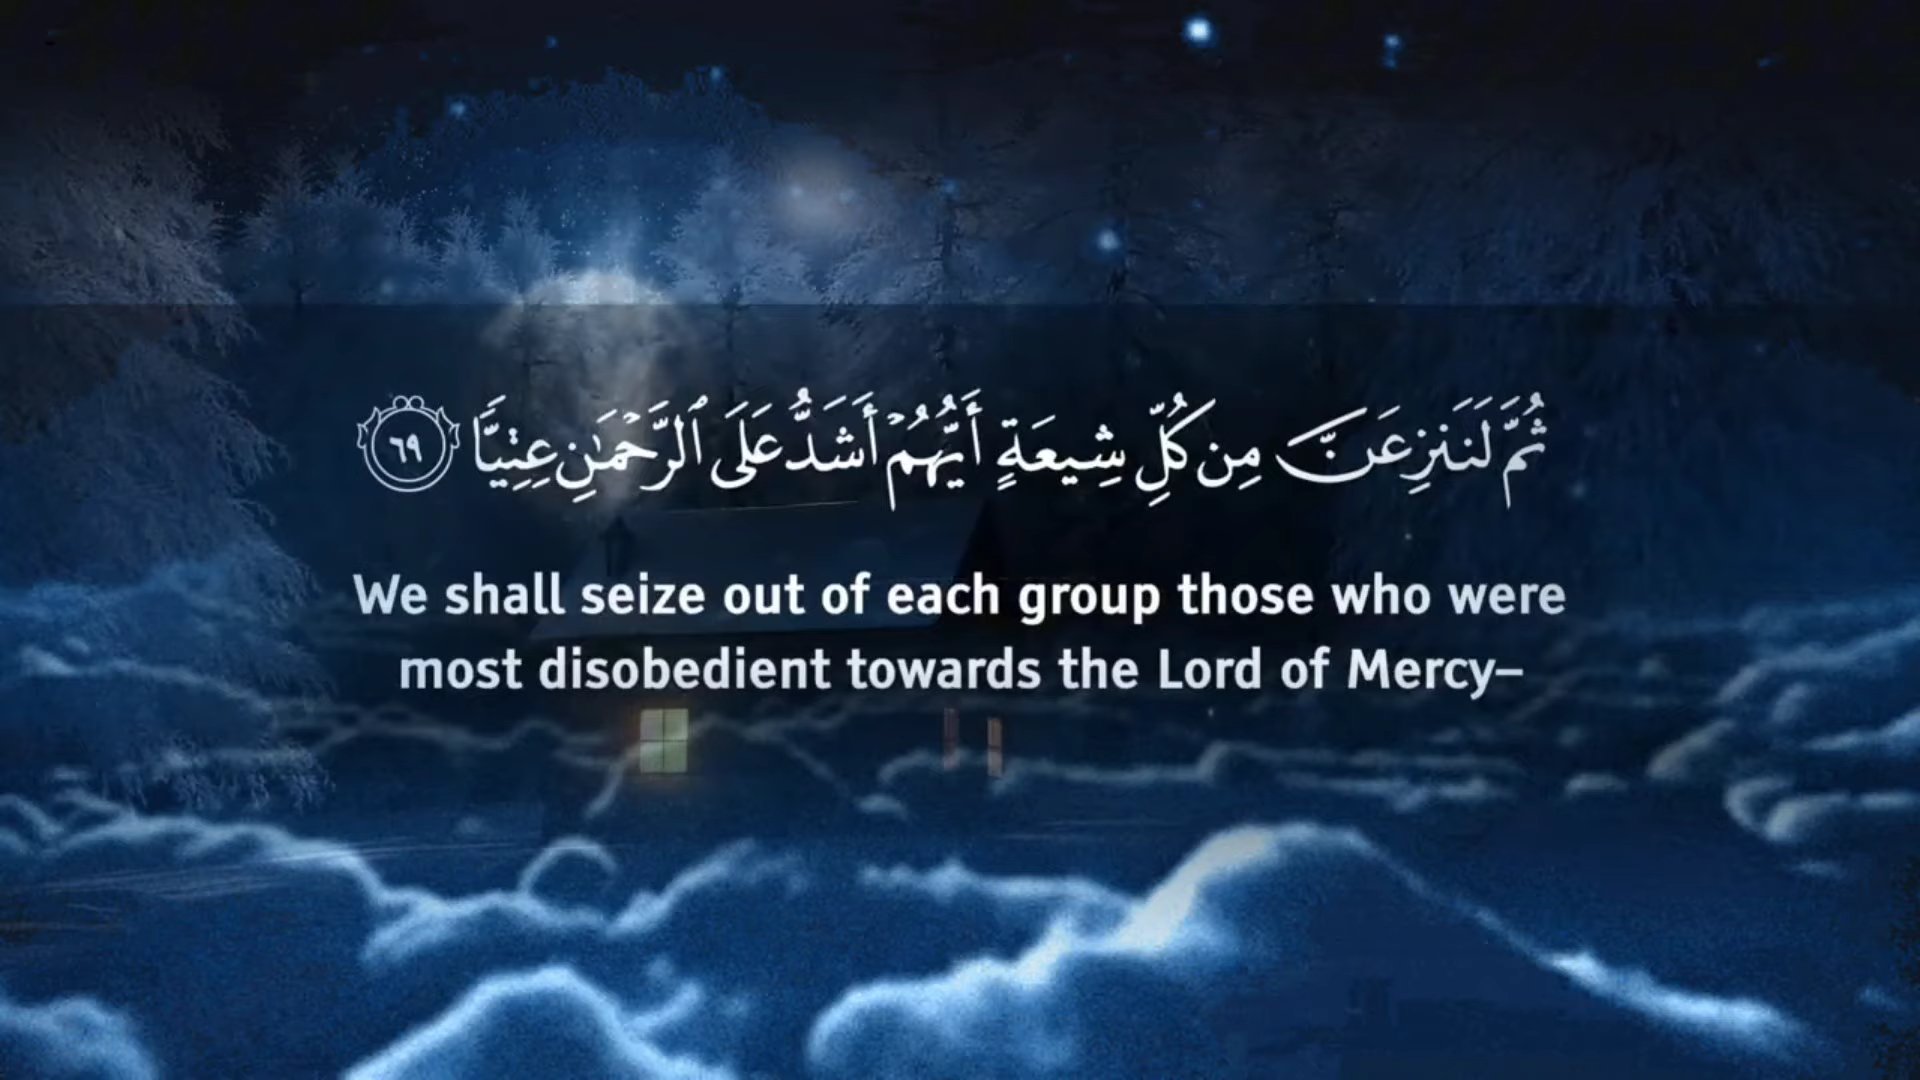 ثُمَّ لَنَنزِعَنَّ مِن كُلِّ شِيعَةٍ أَيُّهُمْ أَشَدُّ عَلَى ٱلرَّحْمَٰنِ عِتِيًّا ٦٩
We shall seize out of each group those who were
most disobedient towards the Lord of Mercy–